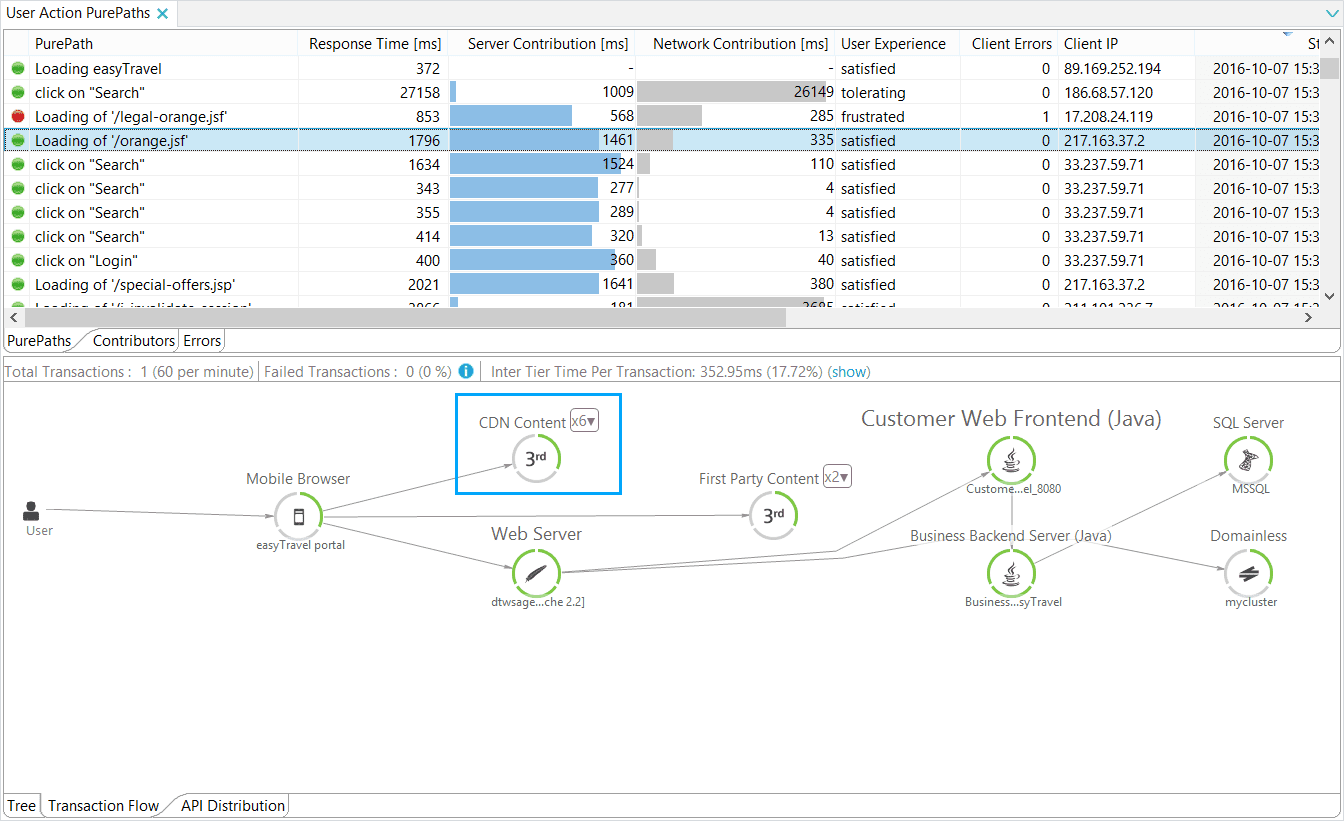 User Action PurePaths
PurePath Response Time [ms] Server Contribution [ms] Network Contribution [ms] User Experience Client Errors Client IP St
Loading easyTravel 372 - - satisfied 0 89.169.252.194 2016-10-07 15:3
click on "Search" 27158 1009 26149 tolerating 0 186.68.57.120 2016-10-07 15:3
Loading of '/legal-orange.jsf' 853 568 285 frustrated 1 17.208.24.119 2016-10-07 15:3
Loading of '/orange.jsf' 1796 1461 335 satisfied 0 217.163.37.2 2016-10-07 15:3
click on "Search" 1634 1524 110 satisfied 0 33.237.59.71 2016-10-07 15:3
click on "Search" 343 277 4 satisfied 0 33.237.59.71 2016-10-07 15:3
click on "Search" 355 289 4 satisfied 0 33.237.59.71 2016-10-07 15:3
click on "Search" 414 320 13 satisfied 0 33.237.59.71 2016-10-07 15:3
click on "Login" 400 360 40 satisfied 0 33.237.59.71 2016-10-07 15:3
Loading of '/special-offers.jsp' 2021 1641 380 satisfied 0 217.163.37.2 2016-10-07 15:3
PurePaths Contributors Errors
Total Transactions : 1 (60 per minute) Failed Transactions : 0 (0 %) Inter Tier Time Per Transaction: 352.95ms (17.72%) (show)
CDN Content x6▾
3rd
Customer Web Frontend (Java)
Custome...el_8080
SQL Server
MSSQL
Mobile Browser
easyTravel portal
First Party Content x2▾
3rd
User
Web Server
dtwsage...che 2.2]
Business Backend Server (Java)
Business...syTravel
Domainless
mycluster
Tree Transaction Flow API Distribution